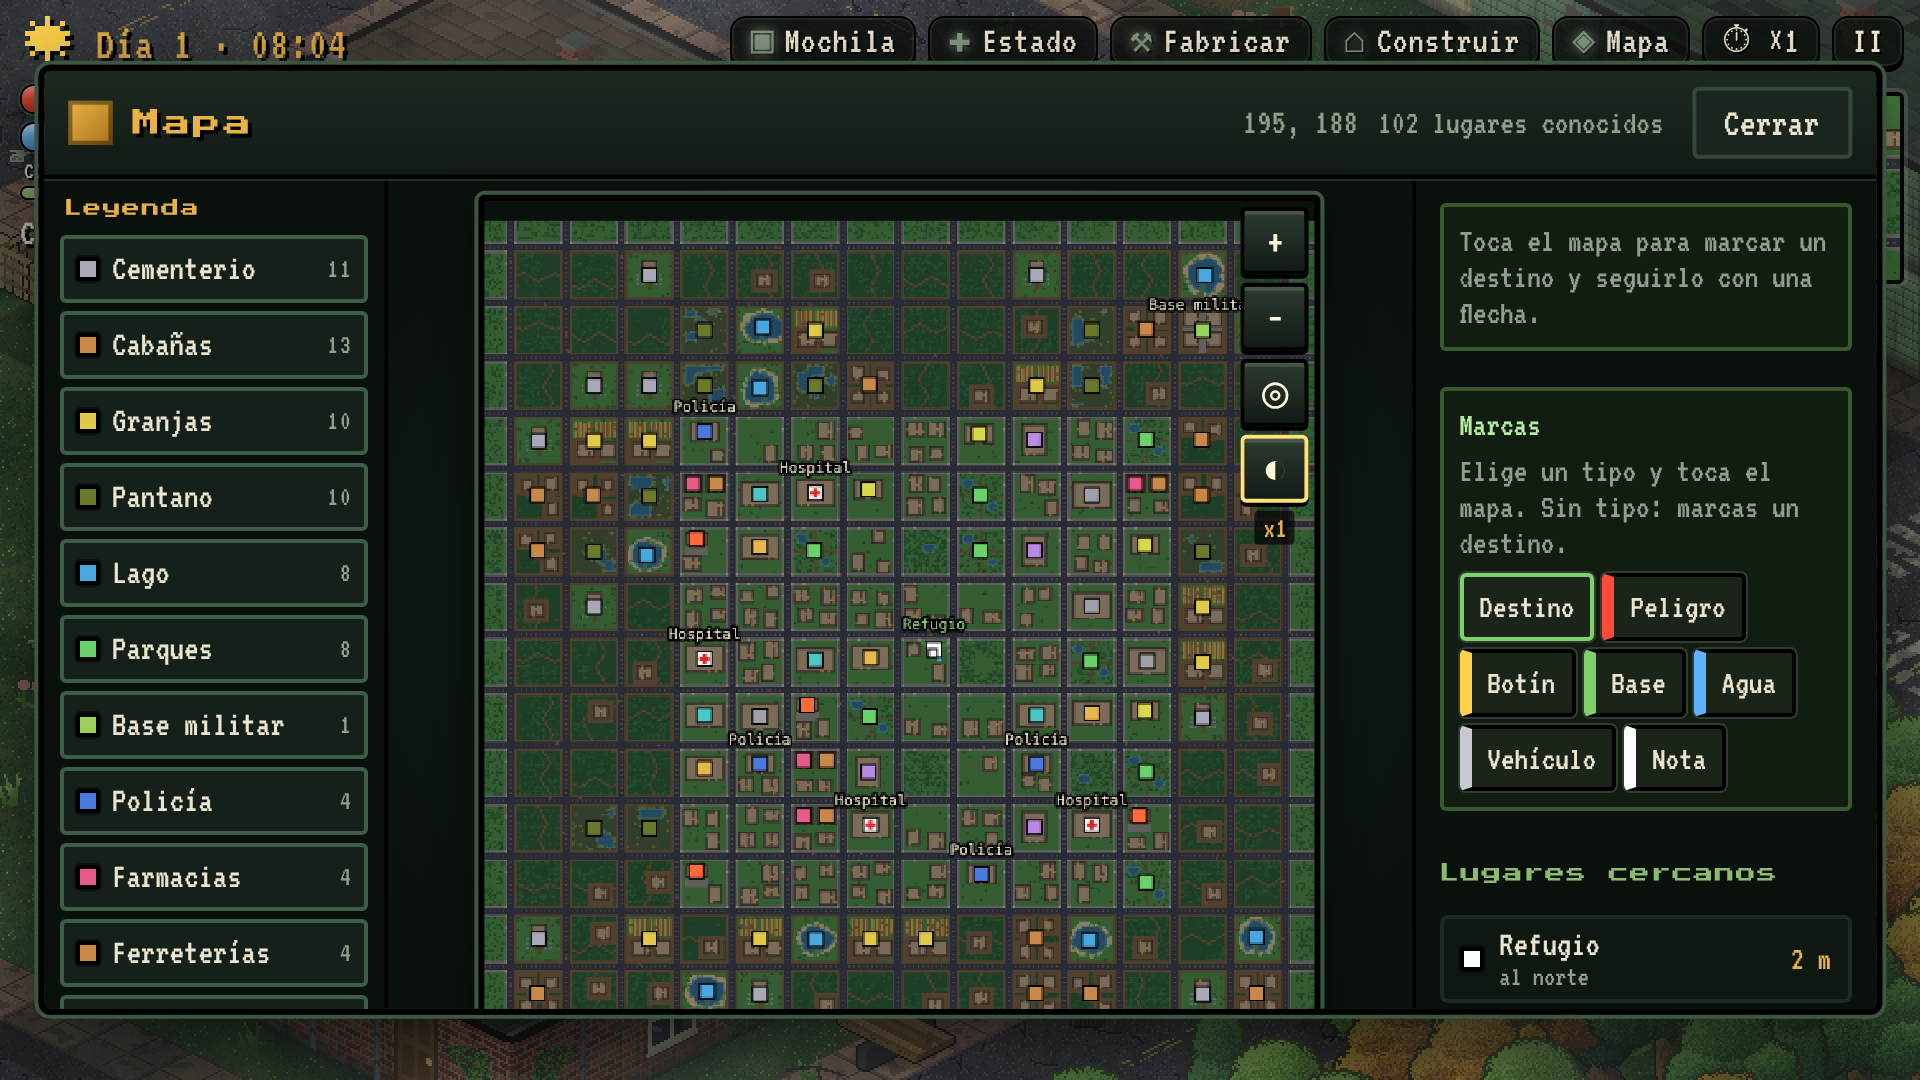 Día 1 · 08:04
Mochila
Estado
Fabricar
Construir
Mapa
X1
II
Mapa
195, 188 102 lugares conocidos
Cerrar
Leyenda
Cementerio 11
Cabañas 13
Granjas 10
Pantano 10
Lago 8
Parques 8
Base militar 1
Policía 4
Farmacias 4
Ferreterías 4
Base milita
Policía
Hospital
Refugio
Hospital
Policía
Policía
Hospital
Hospital
Policía
+
-
x1
Toca el mapa para marcar un
destino y seguirlo con una
flecha.
Marcas
Elige un tipo y toca el
mapa. Sin tipo: marcas un
destino.
Destino
Peligro
Botín
Base
Agua
Vehículo
Nota
Lugares cercanos
Refugio
al norte
2 m